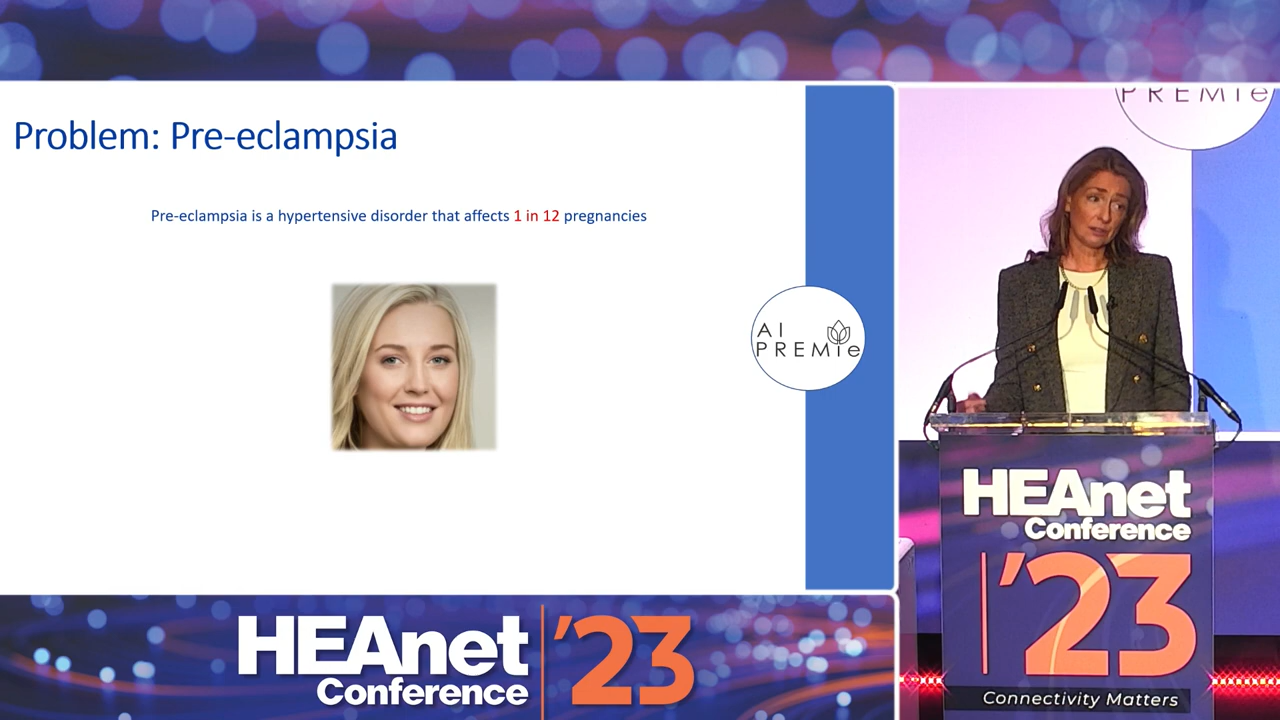 PREMie
Problem: Pre-eclampsia
Pre-eclampsia is a hypertensive disorder that affects 1 in 12 pregnancies
AI
PREMie
HEAnet
Conference
'23
Connectivity Matters
HEAnet
Conference
'23